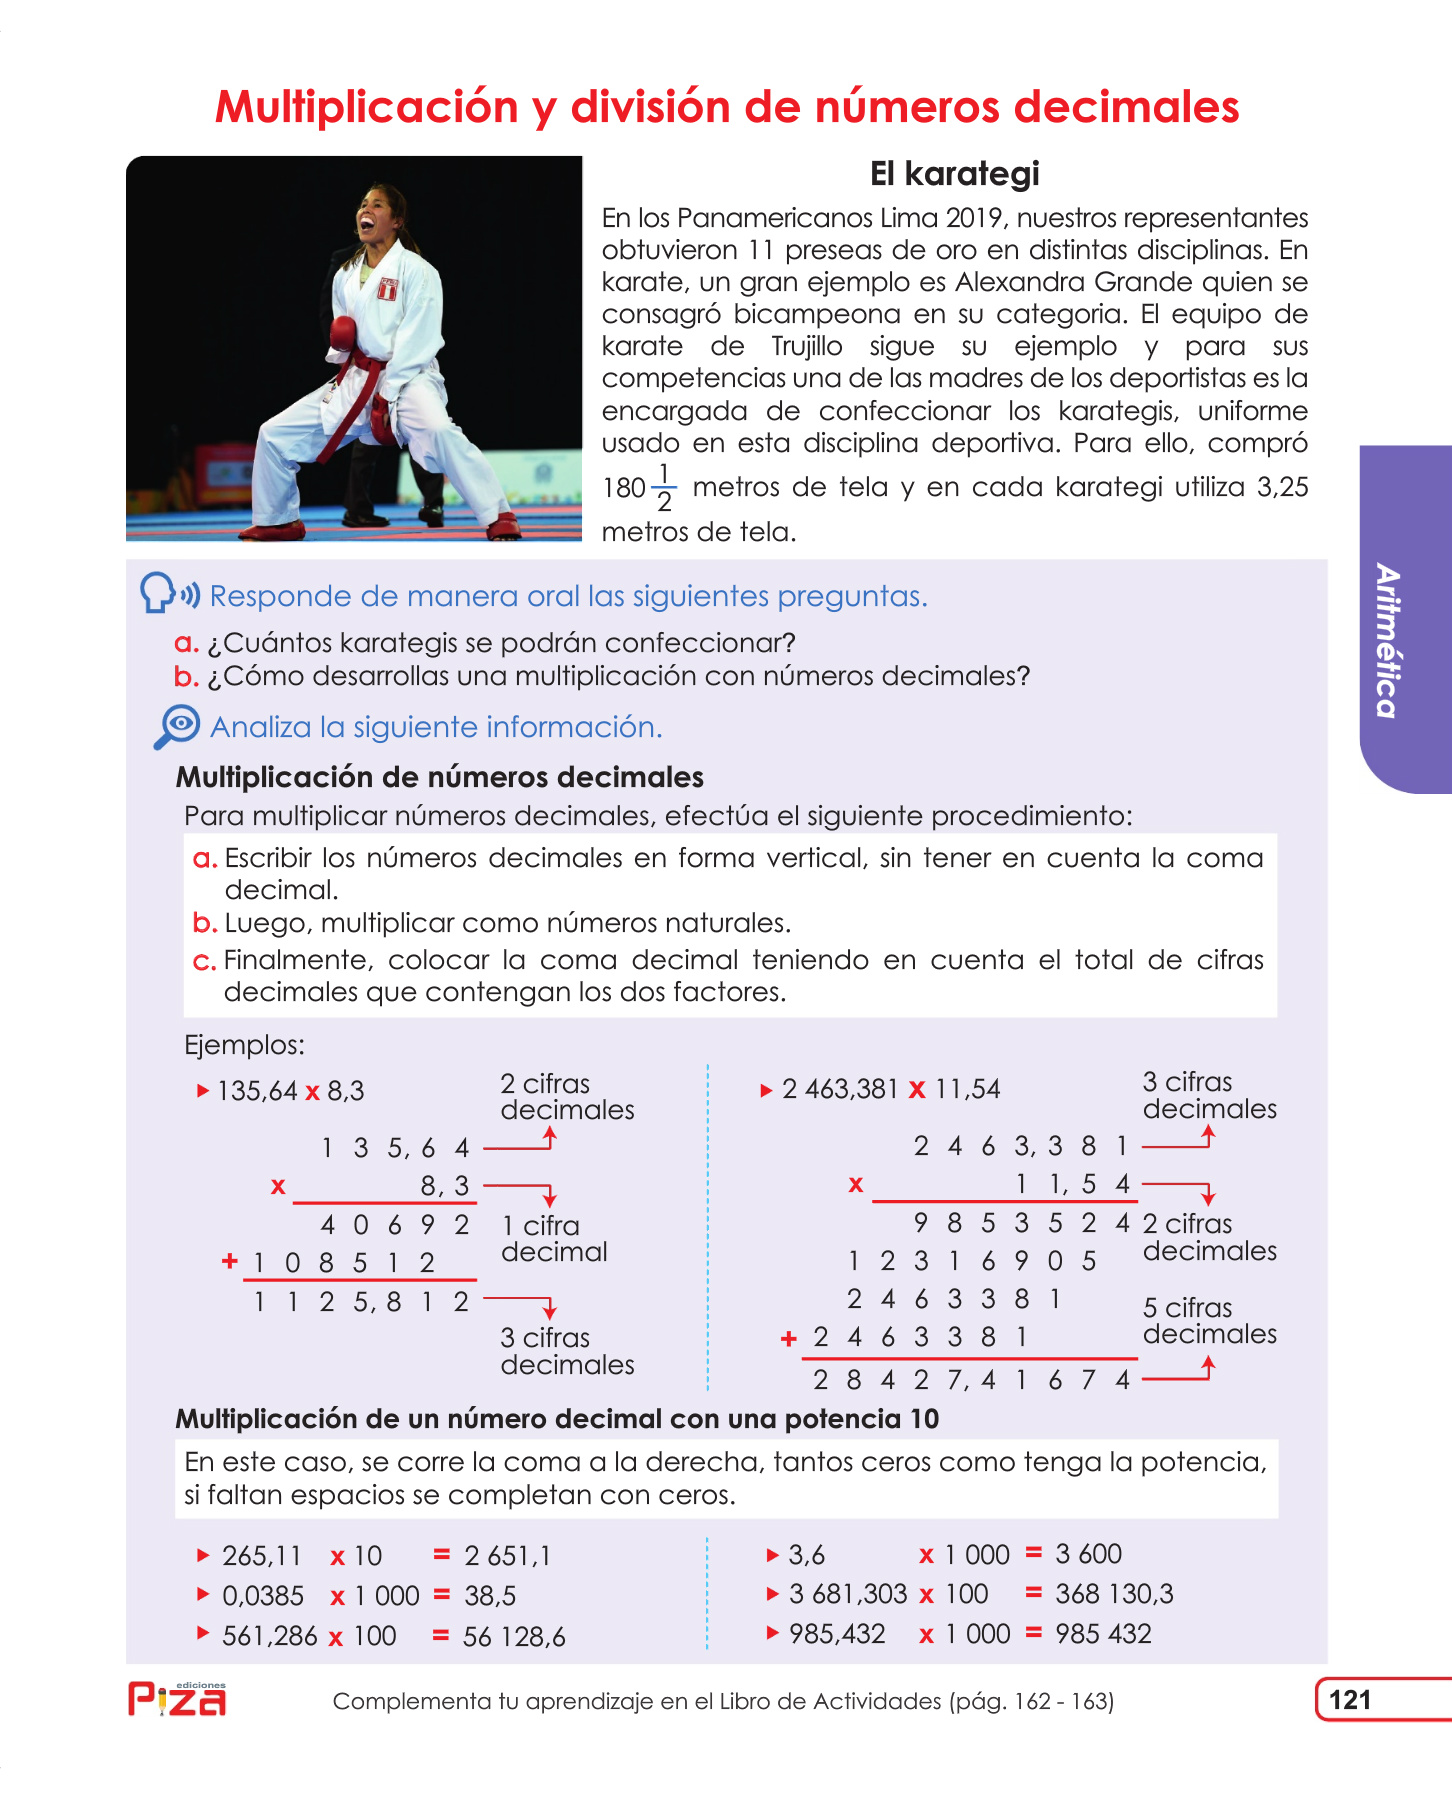 Multiplicación y división de números decimales
El karategi
En los Panamericanos Lima 2019, nuestros representantes
obtuvieron 11 preseas de oro en distintas disciplinas. En
karate, un gran ejemplo es Alexandra Grande quien se
consagró bicampeona en su categoria. El equipo de
karate de Trujillo sigue su ejemplo y para sus
competencias una de las madres de los deportistas es la
encargada de confeccionar los karategis, uniforme
usado en esta disciplina deportiva. Para ello, compró
180 1/2 metros de tela y en cada karategi utiliza 3,25
metros de tela.
Aritmética
Responde de manera oral las siguientes preguntas.
a. ¿Cuántos karategis se podrán confeccionar?
b. ¿Cómo desarrollas una multiplicación con números decimales?
Analiza la siguiente información.
Multiplicación de números decimales
Para multiplicar números decimales, efectúa el siguiente procedimiento:
a. Escribir los números decimales en forma vertical, sin tener en cuenta la coma
decimal.
b. Luego, multiplicar como números naturales.
c. Finalmente, colocar la coma decimal teniendo en cuenta el total de cifras
decimales que contengan los dos factores.
Ejemplos:
135,64 x 8,3
2 cifras
decimales
1 3 5, 6 4
x 8, 3
4 0 6 9 2
1 cifra
decimal
+ 1 0 8 5 1 2
1 1 2 5, 8 1 2
3 cifras
decimales
2 463,381 x 11,54
3 cifras
decimales
2 4 6 3, 3 8 1
x 1 1, 5 4
9 8 5 3 5 2 4
2 cifras
decimales
1 2 3 1 6 9 0 5
2 4 6 3 3 8 1
+ 2 4 6 3 3 8 1
5 cifras
decimales
2 8 4 2 7, 4 1 6 7 4
Multiplicación de un número decimal con una potencia 10
En este caso, se corre la coma a la derecha, tantos ceros como tenga la potencia,
si faltan espacios se completan con ceros.
265,11 x 10 = 2 651,1
0,0385 x 1 000 = 38,5
561,286 x 100 = 56 128,6
3,6 x 1 000 = 3 600
3 681,303 x 100 = 368 130,3
985,432 x 1 000 = 985 432
ediciones
Piza
Complementa tu aprendizaje en el Libro de Actividades (pág. 162 - 163)
121